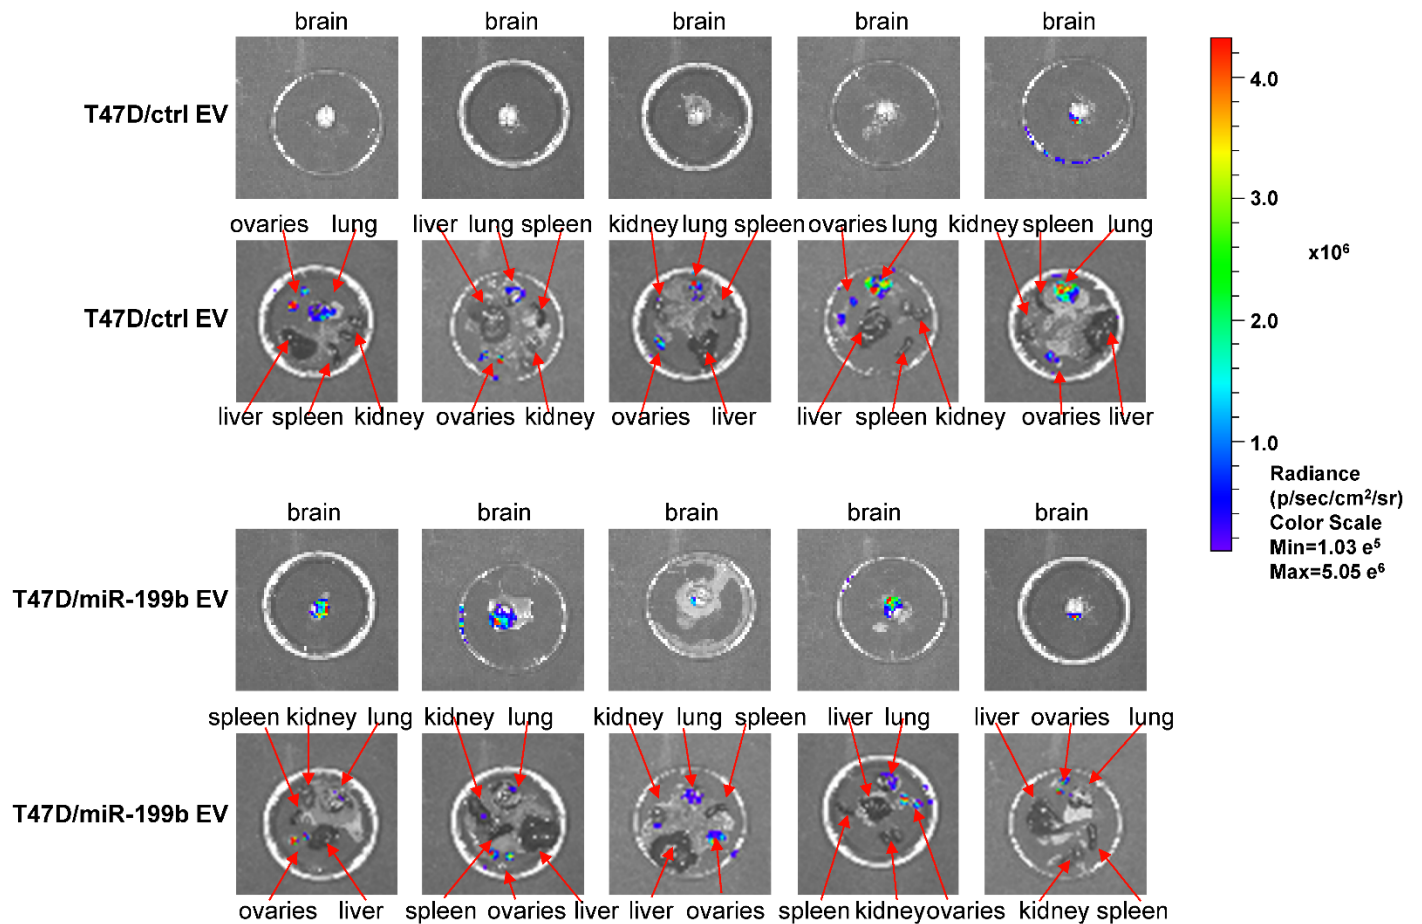 brain brain brain brain brain
T47D/ctrl EV
ovaries lung liver lung spleen kidney lung spleen ovaries lung kidney spleen lung
T47D/ctrl EV
liver spleen kidney ovaries kidney ovaries liver liver spleen kidney ovaries liver
4.0
3.0
x10⁶
2.0
1.0
Radiance
(p/sec/cm²/sr)
Color Scale
Min=1.03 e⁵
Max=5.05 e⁶
brain brain brain brain brain
T47D/miR-199b EV
spleen kidney lung kidney lung kidney lung spleen liver lung liver ovaries lung
T47D/miR-199b EV
ovaries liver spleen ovaries liver liver ovaries spleen kidney ovaries kidney spleen